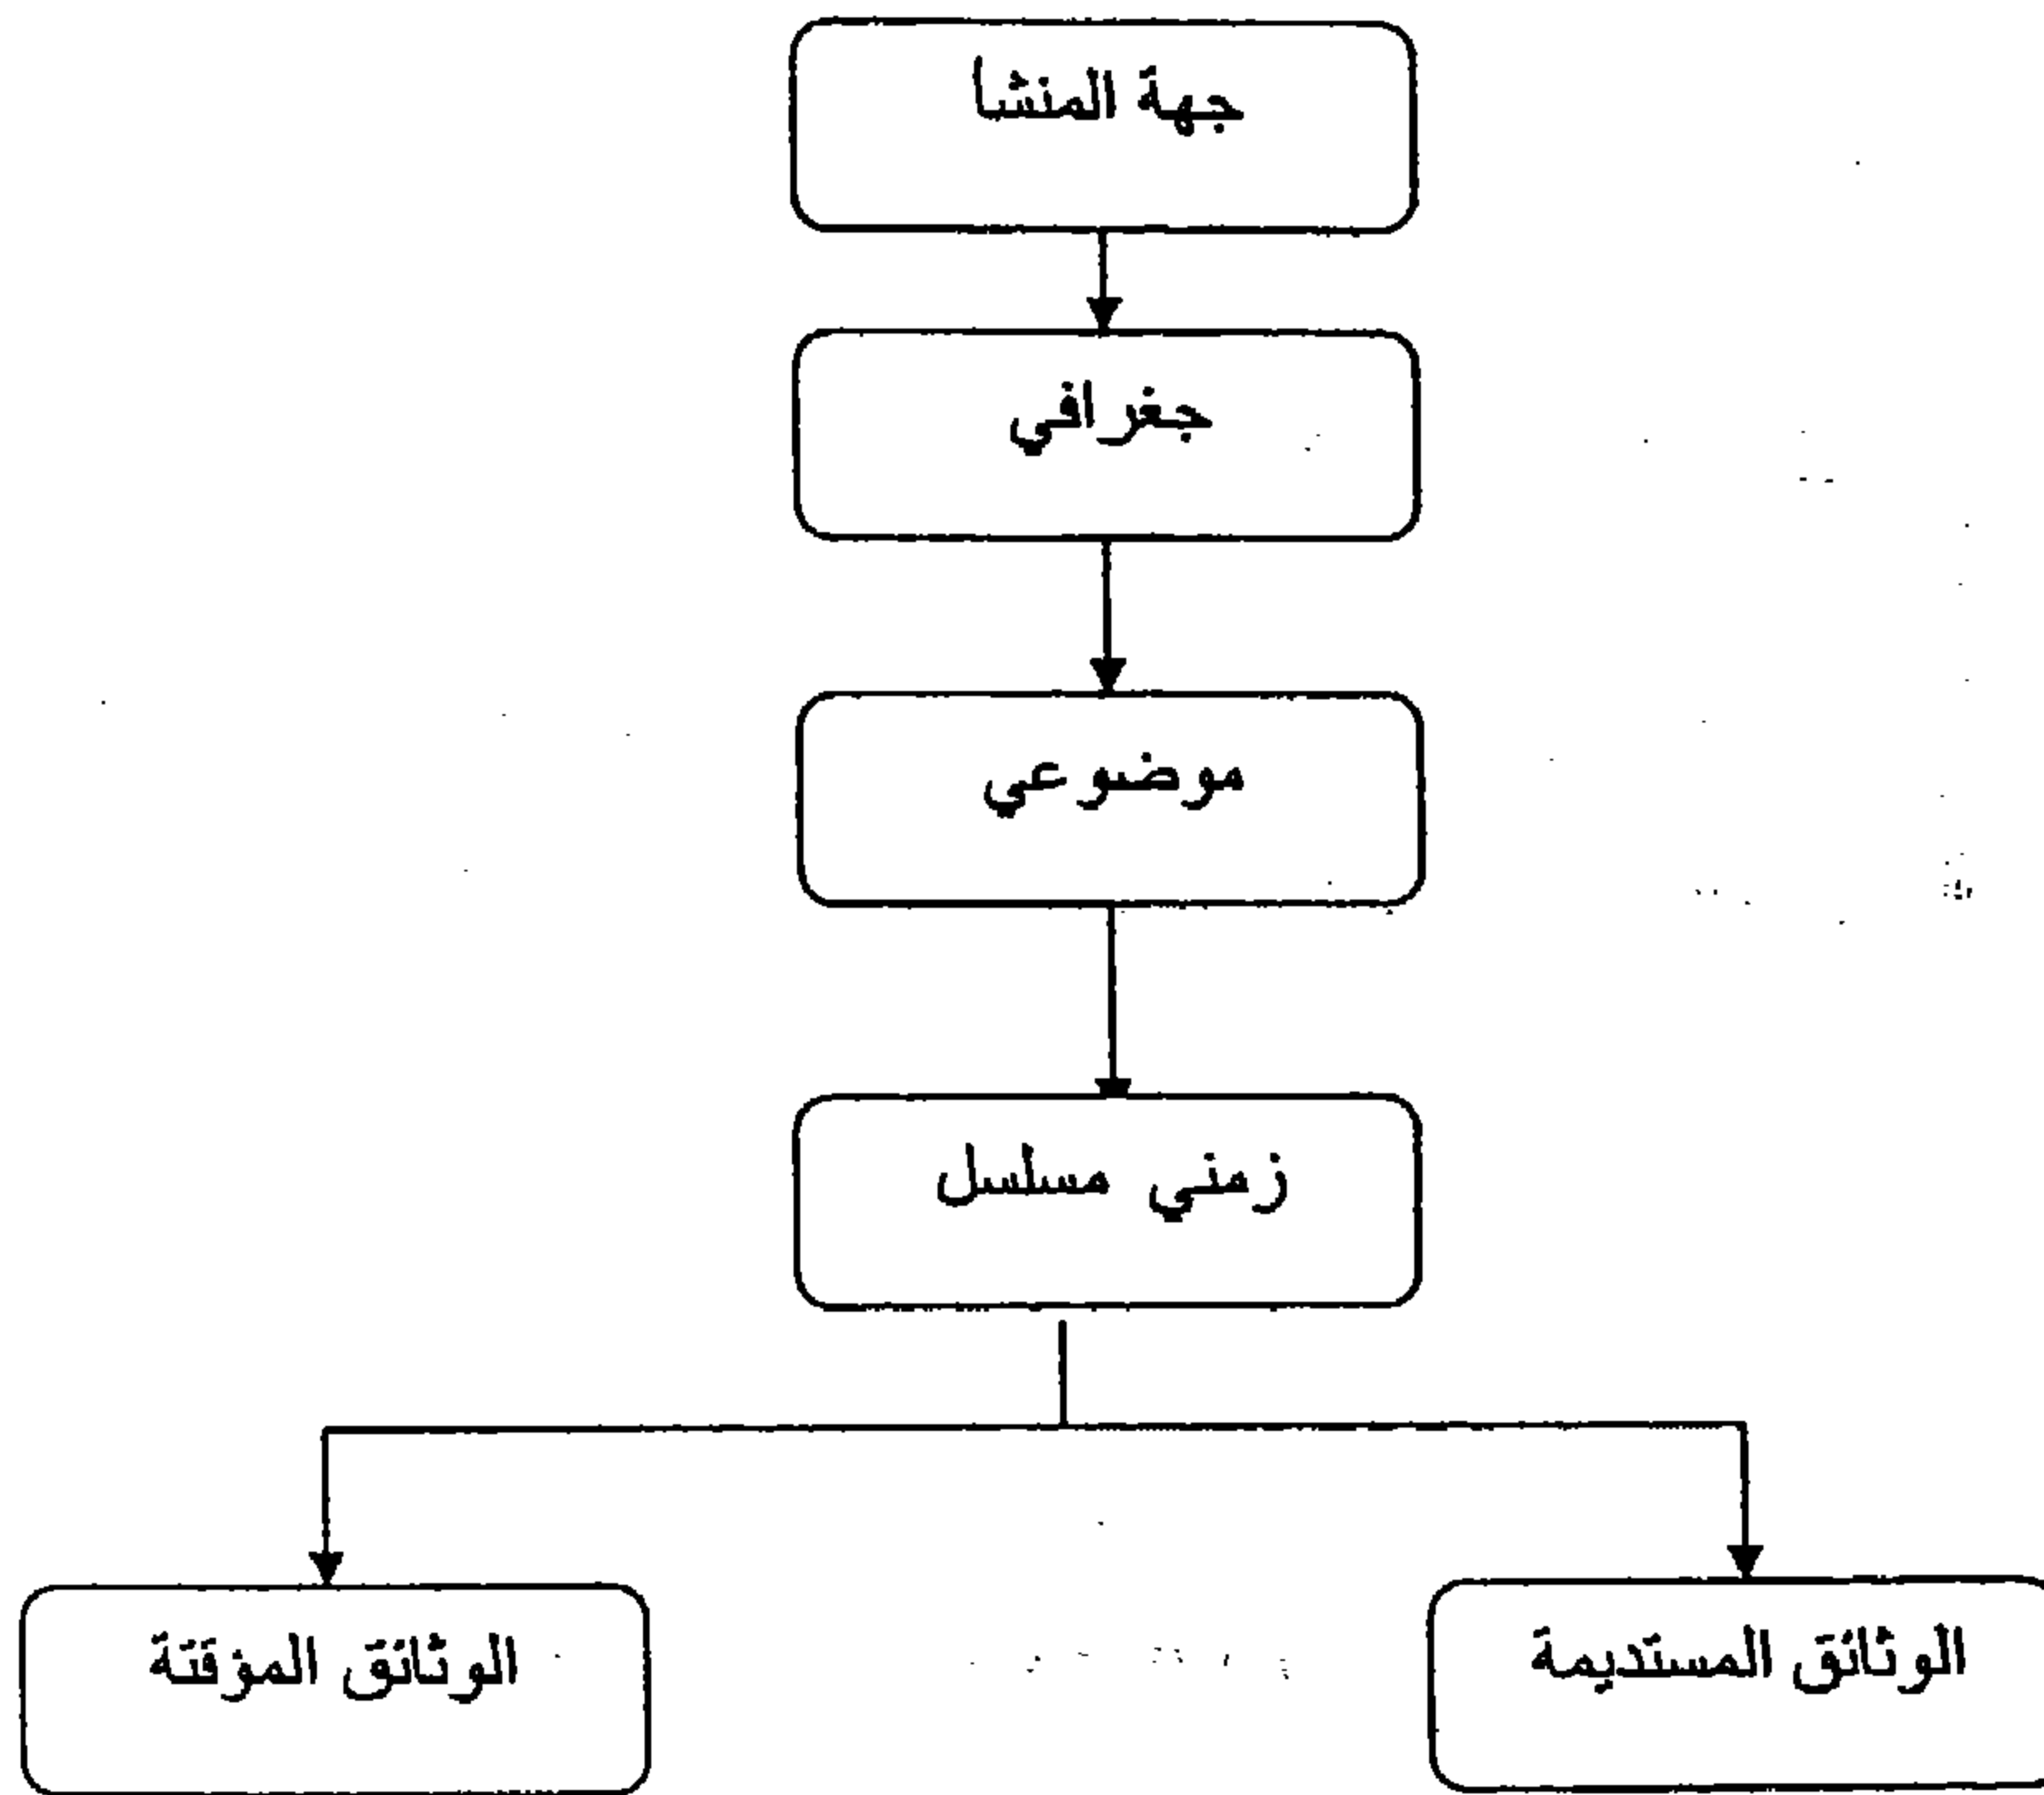 جهة المنشا
جغرافي
موضوعي
زمني مسلسل
الوثائق المستديمة
الوثائق المؤقتة